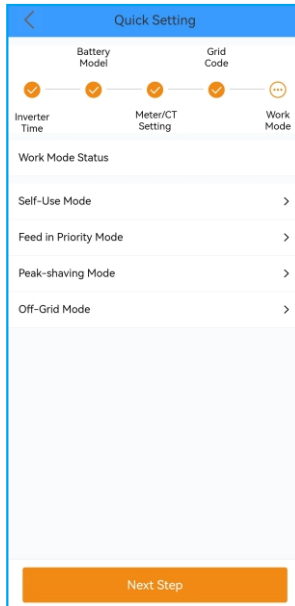 Quick Setting
Battery
Model
Grid
Code
Inverter
Time
Meter/CT
Setting
Work
Mode
Work Mode Status
Self-Use Mode
Feed in Priority Mode
Peak-shaving Mode
Off-Grid Mode
Next Step